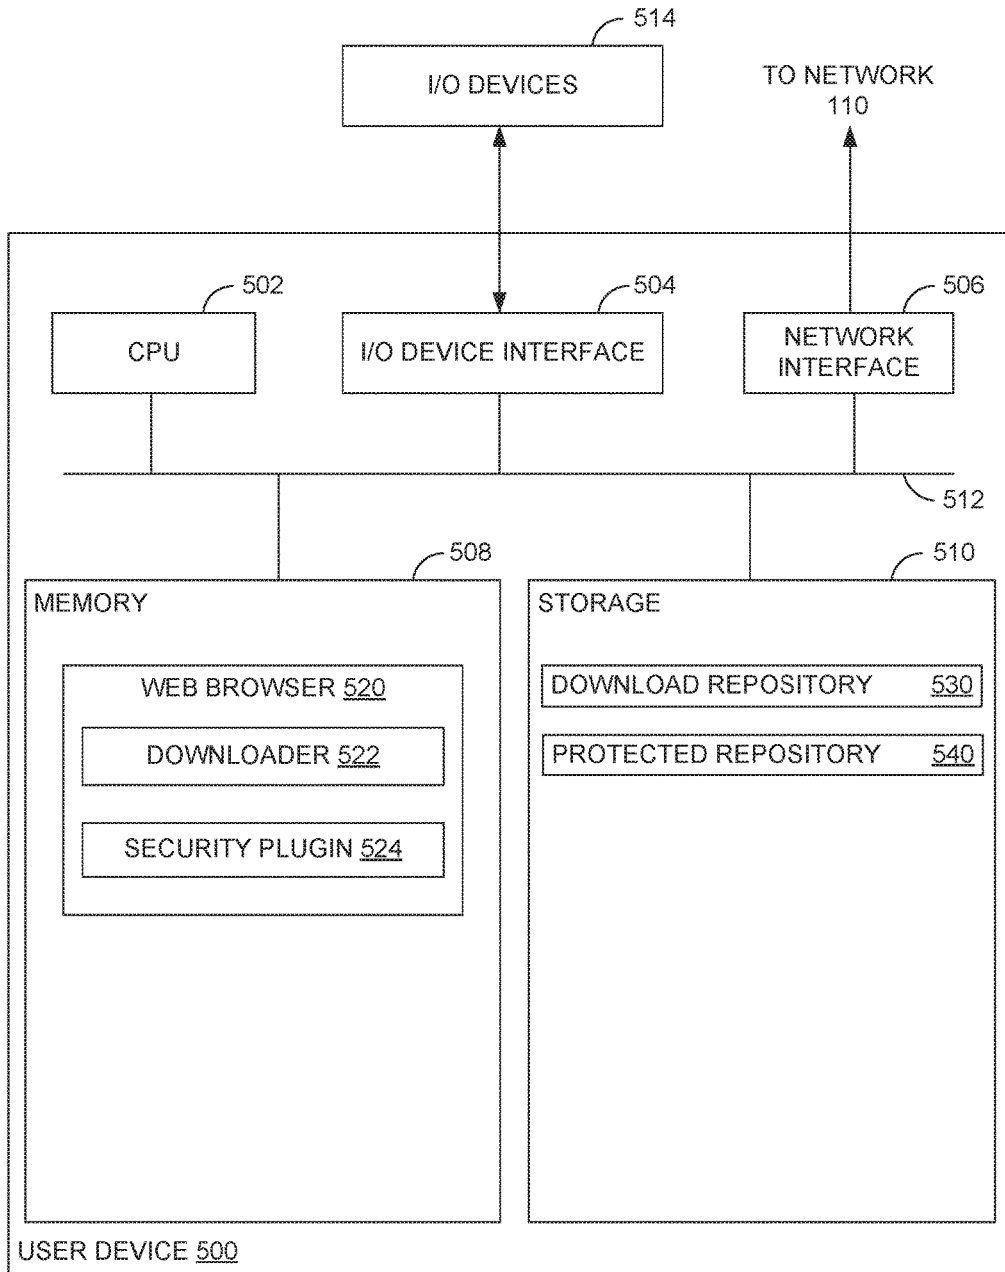 514
I/O DEVICES
TO NETWORK
110
502
504
506
CPU
I/O DEVICE INTERFACE
NETWORK
INTERFACE
512
508
510
MEMORY
STORAGE
WEB BROWSER 520
DOWNLOADER 522
SECURITY PLUGIN 524
DOWNLOAD REPOSITORY 530
PROTECTED REPOSITORY 540
USER DEVICE 500